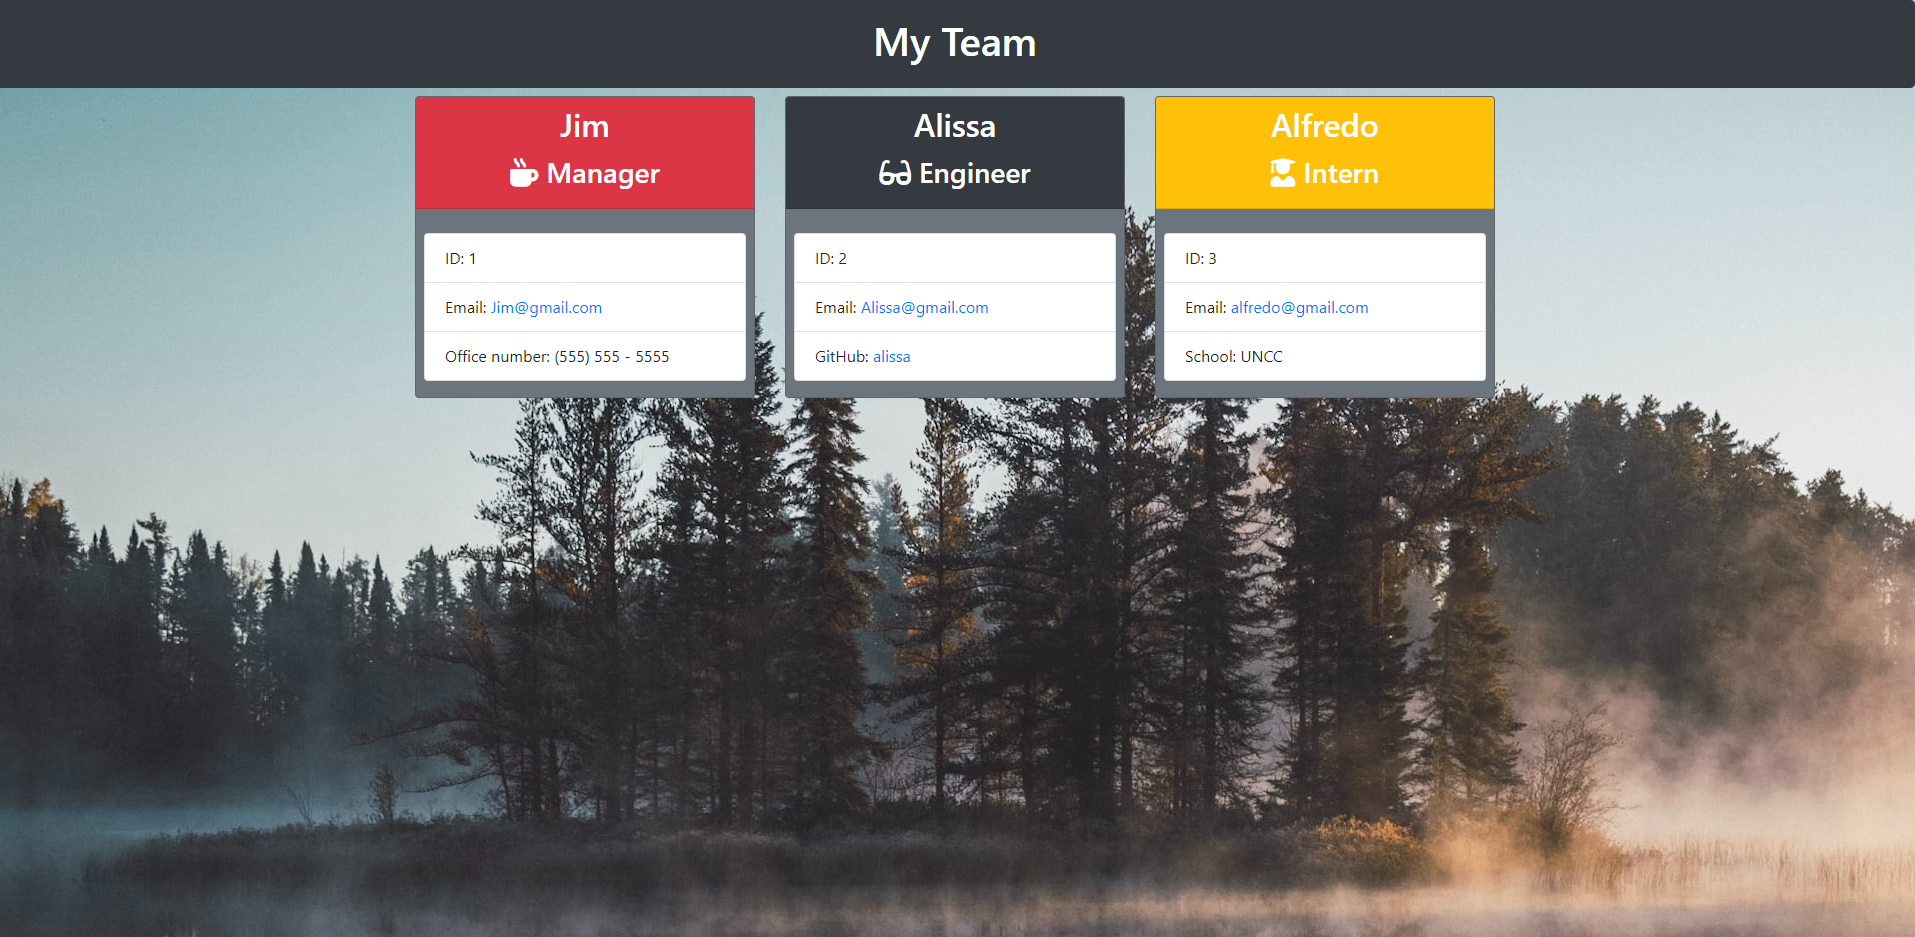 My Team
Jim
Manager
ID: 1
Email: Jim@gmail.com
Office number: (555) 555 - 5555
Alissa
Engineer
ID: 2
Email: Alissa@gmail.com
GitHub: alissa
Alfredo
Intern
ID: 3
Email: alfredo@gmail.com
School: UNCC